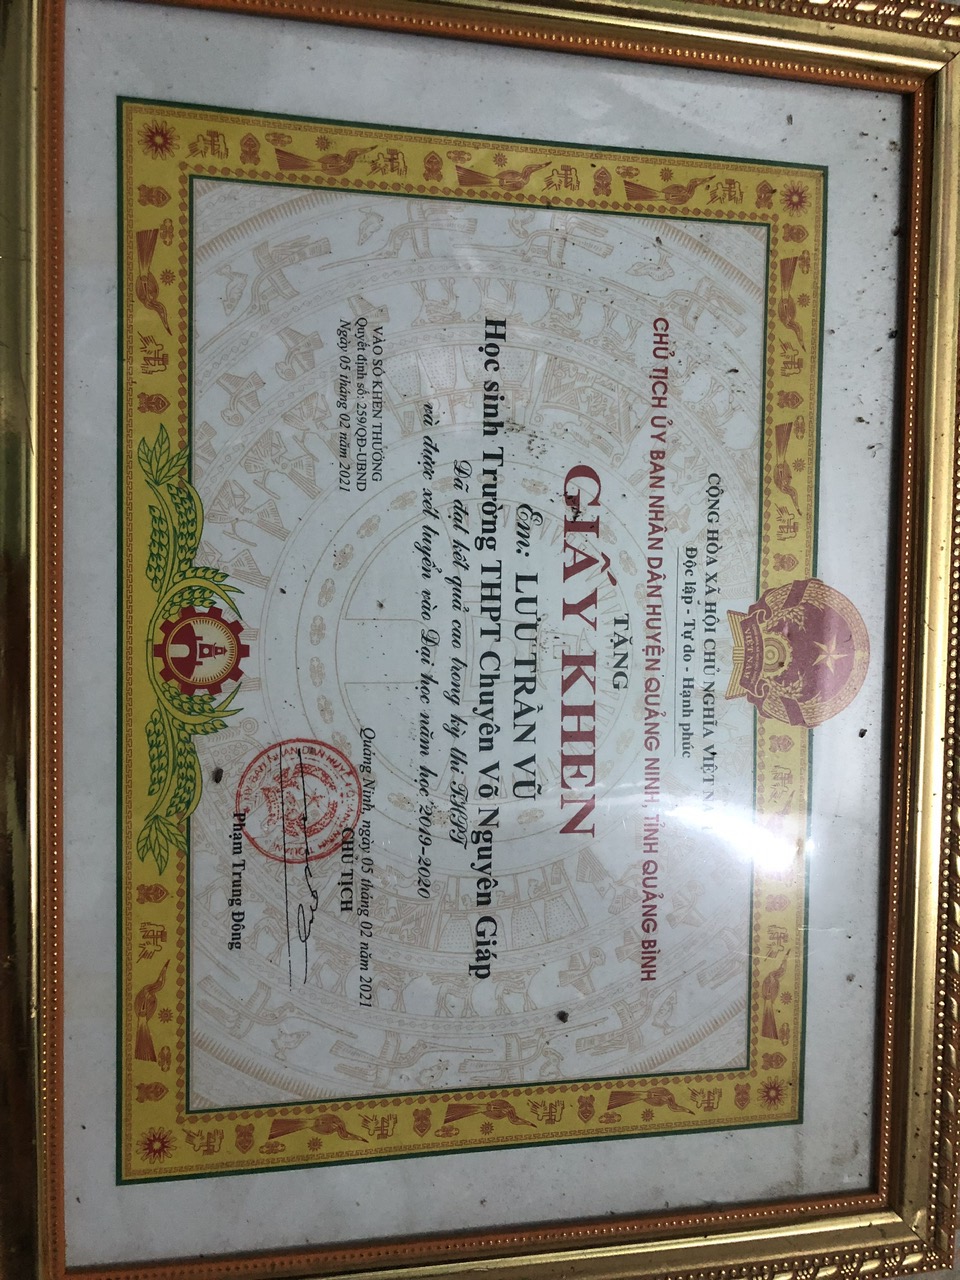 CỘNG HÒA XÃ HỘI CHỦ NGHĨA VIỆT
Độc lập - Tự do - Hạnh phúc
VIỆT NAM
CHỦ TỊCH ỦY BAN NHÂN DÂN HUYỆN QUẢNG NINH, TỈNH QUẢNG BÌNH
TẶNG
GIẤY KHEN
Em: LƯU TRẦN VŨ
Học sinh Trường THPT Chuyên Võ Nguyên Giáp
Đã đạt kết quả cao trong kỳ thi THPT
và được xét tuyển vào Đại học năm học 2019-2020
VÀO SỔ KHEN THƯỞNG
Quyết định số: 259/QĐ-UBND
Ngày 05 tháng 02 năm 2021
Quảng Ninh, ngày 05 tháng 02 năm 2021
CHỦ TỊCH
Phạm Trung Đông